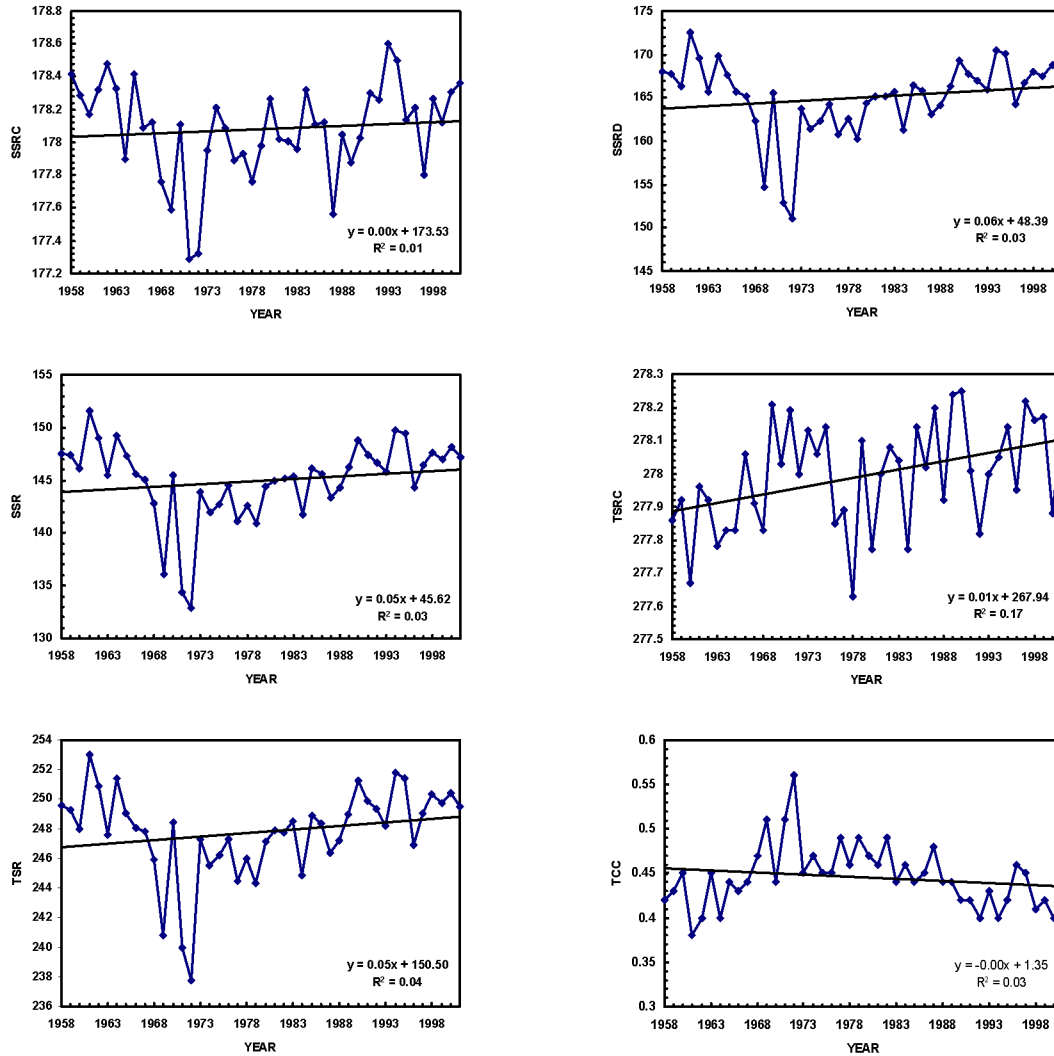 178.8
178.6
178.4
178.2
178
177.8
177.6
177.4
177.2
SSRC
y = 0.00x + 173.53
R² = 0.01
1958 1963 1968 1973 1978 1983 1988 1993 1998
YEAR
175
170
165
160
155
150
145
SSRD
y = 0.06x + 48.39
R² = 0.03
1958 1963 1968 1973 1978 1983 1988 1993 1998
YEAR
155
150
145
140
135
130
SSR
y = 0.05x + 45.62
R² = 0.03
1958 1963 1968 1973 1978 1983 1988 1993 1998
YEAR
278.3
278.2
278.1
278
277.9
277.8
277.7
277.6
277.5
TSRC
y = 0.01x + 267.94
R² = 0.17
1958 1963 1968 1973 1978 1983 1988 1993 1998
YEAR
254
252
250
248
246
244
242
240
238
236
TSR
y = 0.05x + 150.50
R² = 0.04
1958 1963 1968 1973 1978 1983 1988 1993 1998
YEAR
0.6
0.55
0.5
0.45
0.4
0.35
0.3
TCC
y = -0.00x + 1.35
R² = 0.03
1958 1963 1968 1973 1978 1983 1988 1993 1998
YEAR